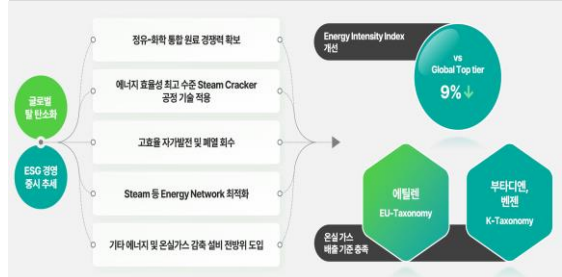 글로벌
탈 탄소화
ESG 경영
중시 추세
정유-화학 통합 원료 경쟁력 확보
에너지 효율성 최고 수준 Steam Cracker
공정 기술 적용
고효율 자가발전 및 폐열 회수
Steam 등 Energy Network 최적화
기타 에너지 및 온실가스 감축 설비 전방위 도입
Energy Intensity Index
개선
vs
Global Top tier
9%↓
에틸렌
EU-Taxonomy
부타디엔,
벤젠
K-Taxonomy
온실 가스
배출 기준 충족